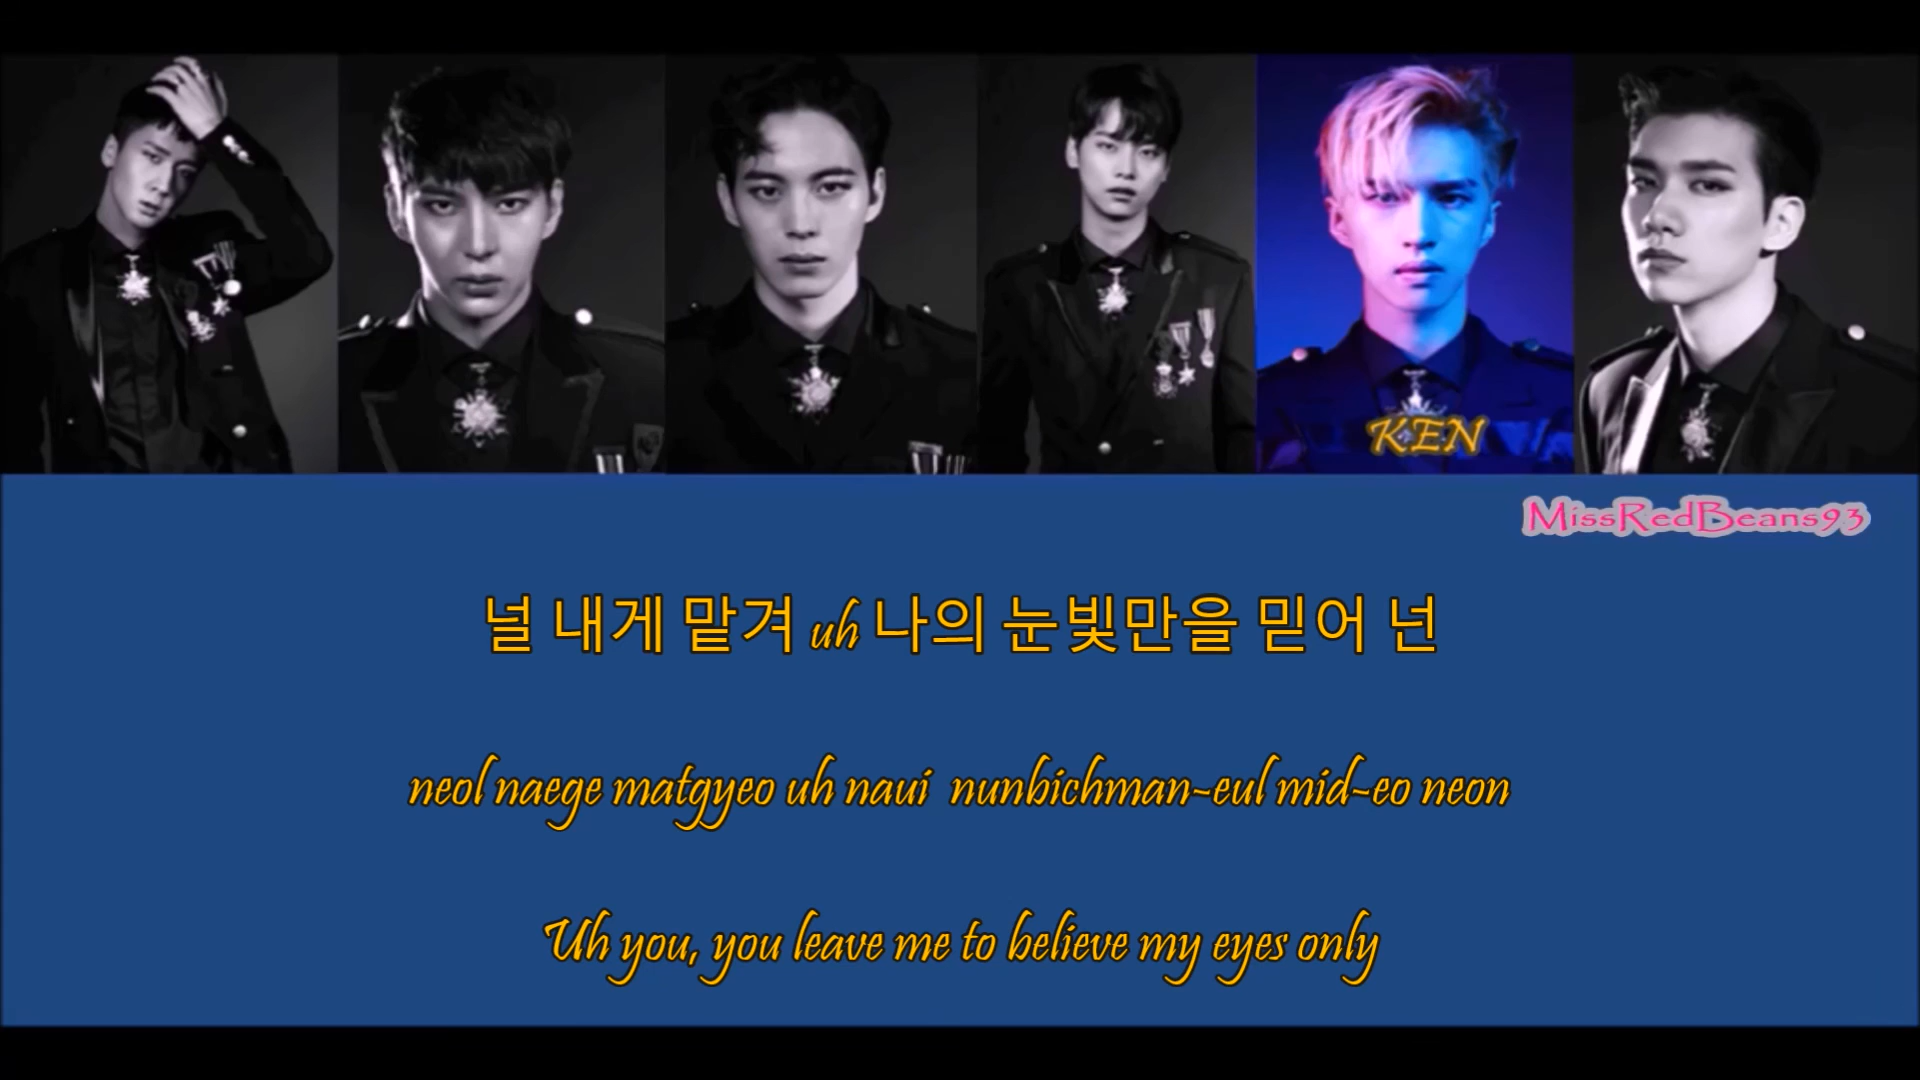 KEN
MissRedBeans93
널 내게 맡겨 uh 나의 눈빛만을 믿어 넌
neol naege matgyeo uh naui nunbichman-eul mid-eo neon
Uh you, you leave me to believe my eyes only